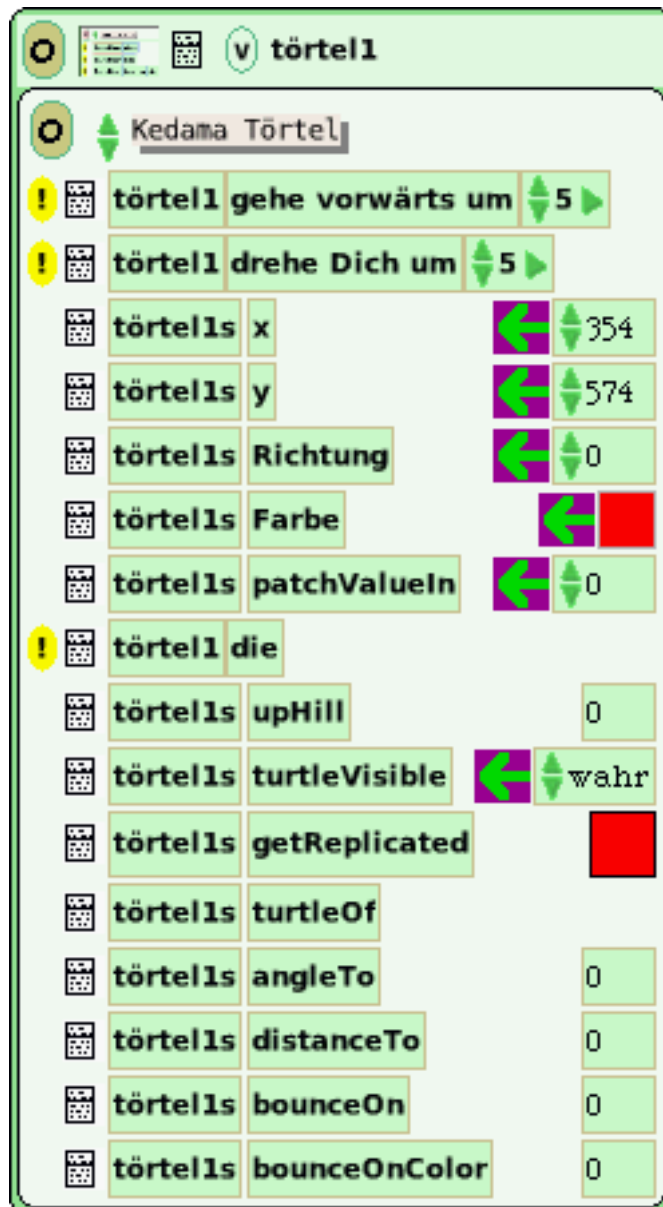 O v törtel1
O Kedama Törtel
! törtel1 gehe vorwärts um 5
! törtel1 drehe Dich um 5
törtel1s x 354
törtel1s y 574
törtel1s Richtung 0
törtel1s Farbe
törtel1s patchValueIn 0
! törtel1 die
törtel1s upHill 0
törtel1s turtleVisible wahr
törtel1s getReplicated
törtel1s turtleOf
törtel1s angleTo 0
törtel1s distanceTo 0
törtel1s bounceOn 0
törtel1s bounceOnColor 0